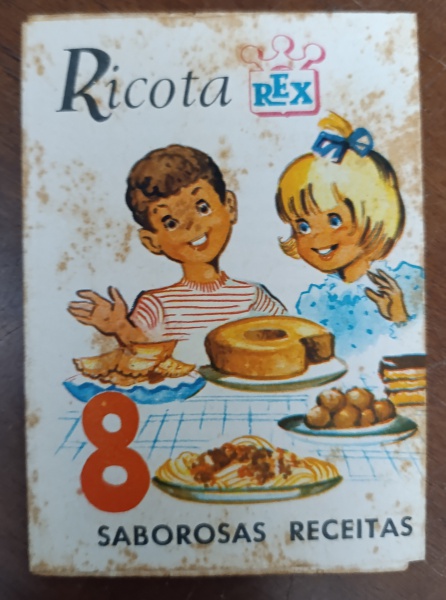 Ricota REX
8
SABOROSAS RECEITAS